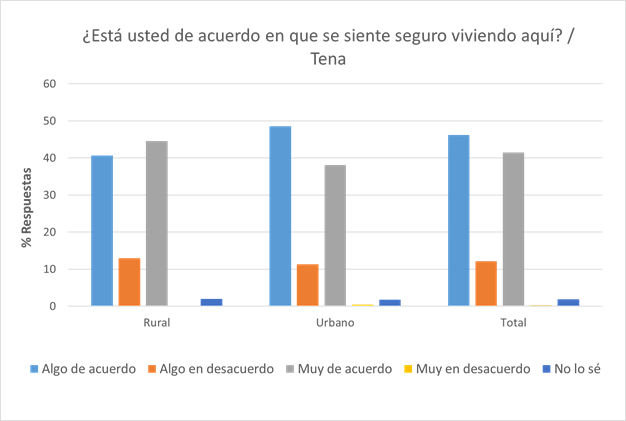 ¿Está usted de acuerdo en que se siente seguro viviendo aquí? /
Tena
% Respuestas
60
50
40
30
20
10
0
Rural
Urbano
Total
Algo de acuerdo
Algo en desacuerdo
Muy de acuerdo
Muy en desacuerdo
No lo sé